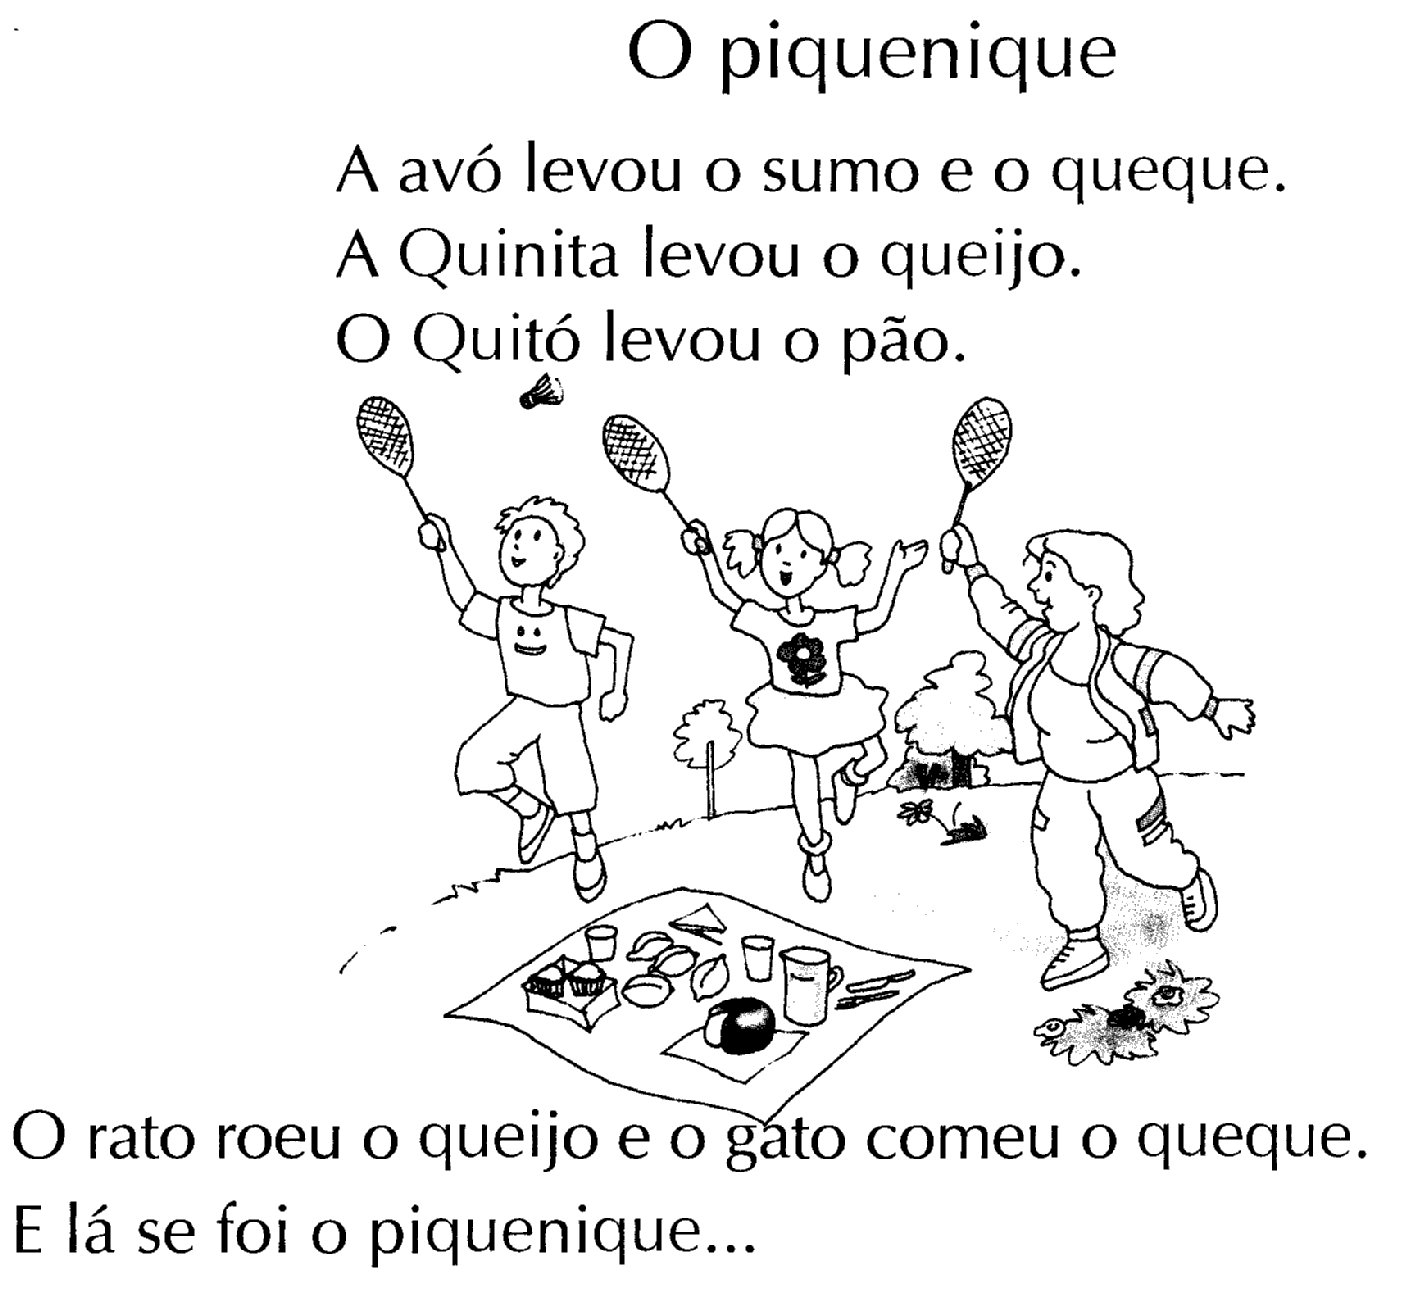 O piquenique
A avó levou o sumo e o queque.
A Quinita levou o queijo.
O Quitó levou o pão.
O rato roeu o queijo e o gato comeu o queque.
E lá se foi o piquenique...